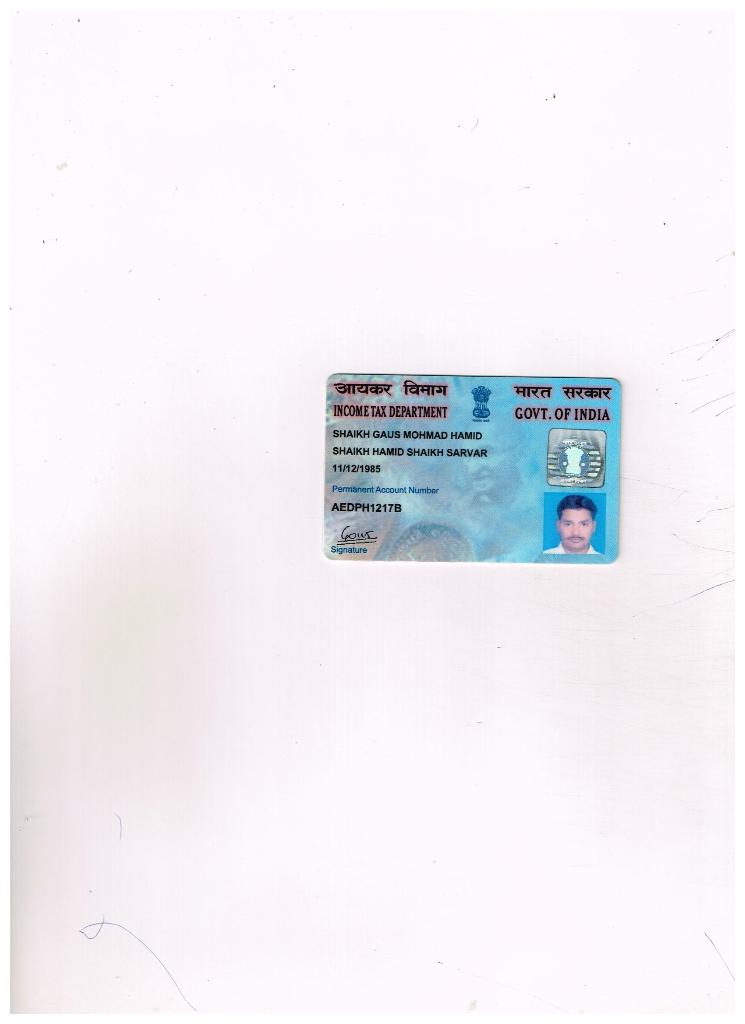 आयकर विभाग
INCOME TAX DEPARTMENT
भारत सरकार
GOVT. OF INDIA
SHAIKH GAUS MOHMAD HAMID
SHAIKH HAMID SHAIKH SARVAR
11/12/1985
Permanent Account Number
AEDPH1217B
Gaus
Signature